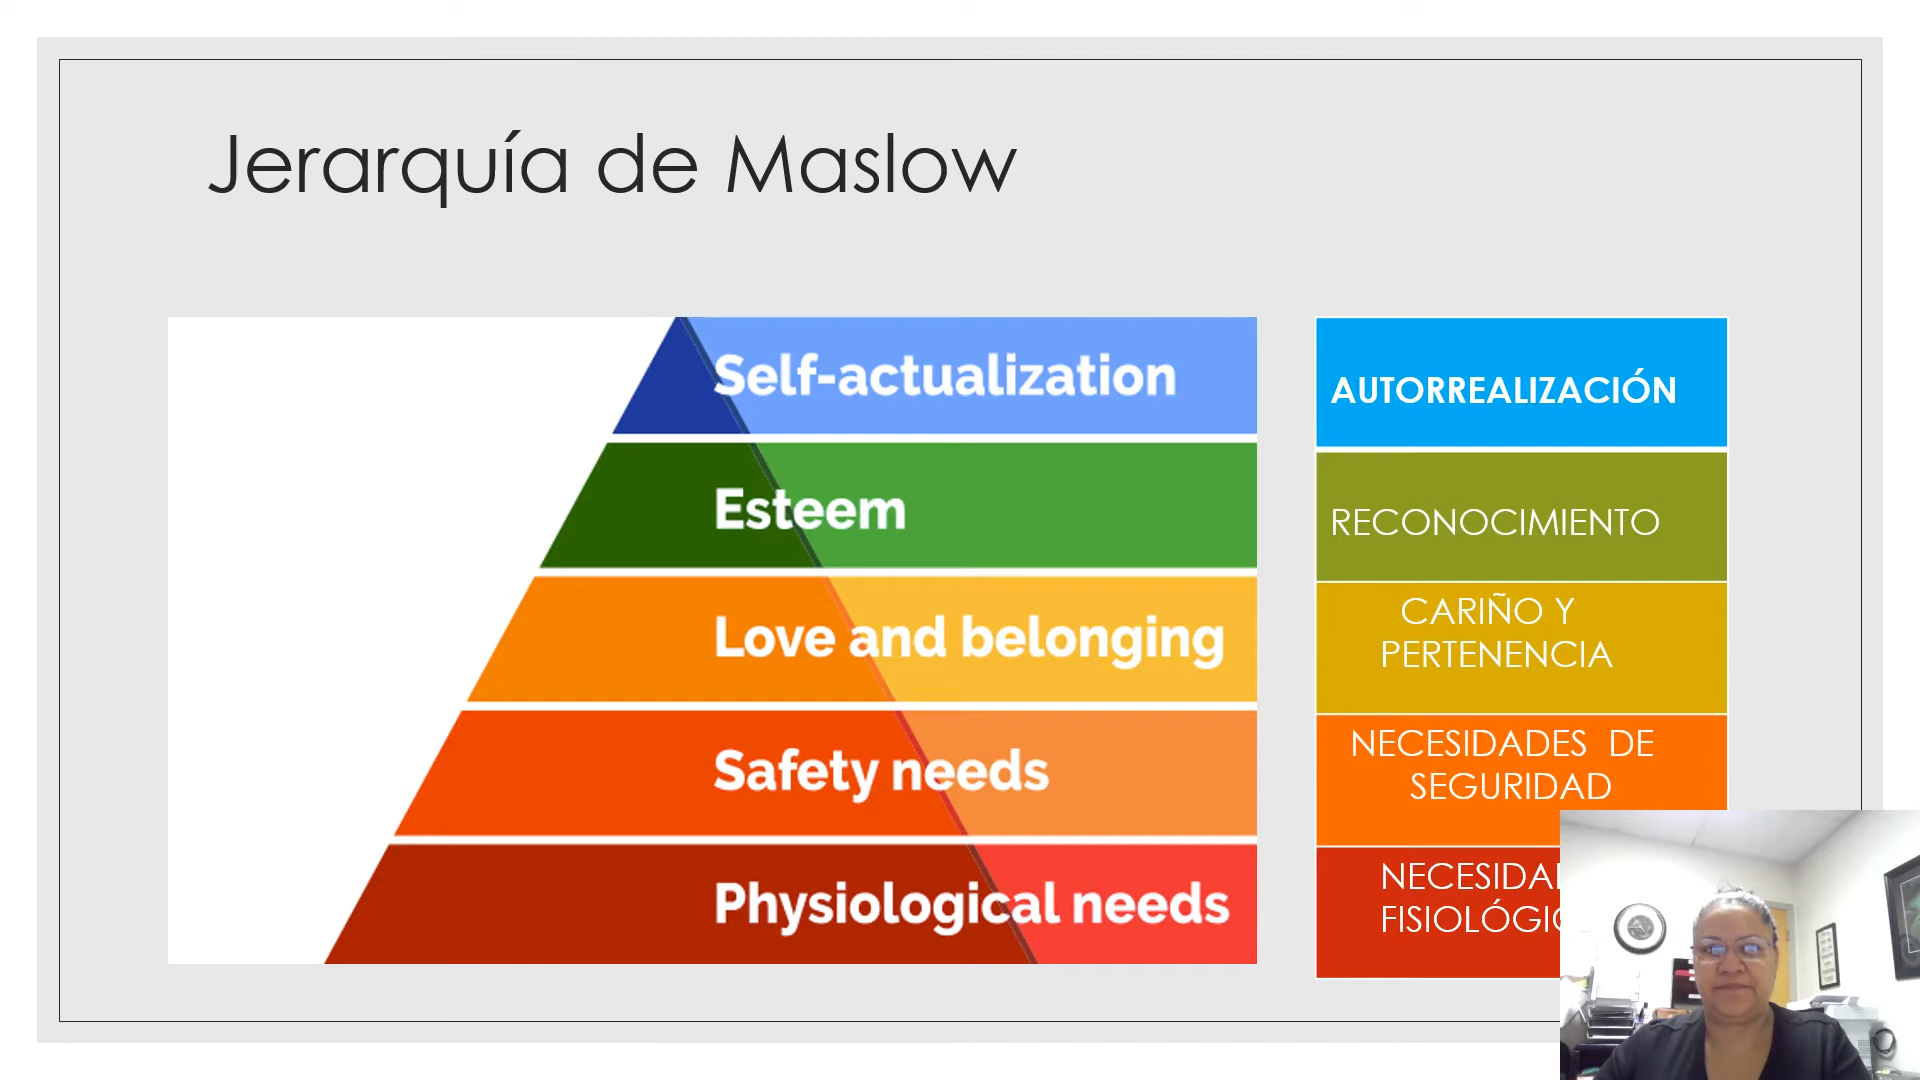 Jerarquía de Maslow
Self-actualization
Esteem
Love and belonging
Safety needs
Physiological needs
AUTORREALIZACIÓN
RECONOCIMIENTO
CARIÑO Y
PERTENENCIA
NECESIDADES DE
SEGURIDAD